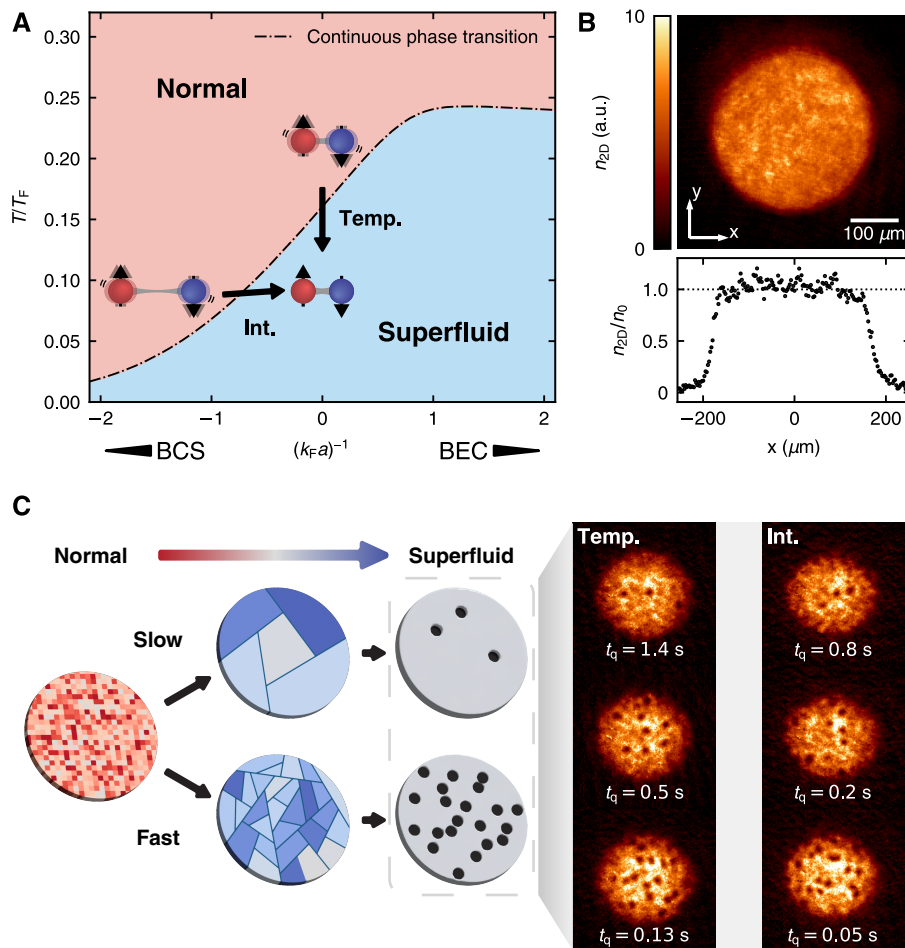 A
0.30
0.25
0.20
0.15
0.10
0.05
0.00
T/T_F
Continuous phase transition
Normal
Temp.
Int.
Superfluid
−2
−1
0
1
2
BCS
(k_Fa)⁻¹
BEC
B
10
n_2D (a.u.)
0
y
x
100 μm
1.0
0.5
0
n_2D/n_0
−200
0
200
x (μm)
C
Normal
Superfluid
Slow
Fast
Temp.
t_q = 1.4 s
t_q = 0.5 s
t_q = 0.13 s
Int.
t_q = 0.8 s
t_q = 0.2 s
t_q = 0.05 s